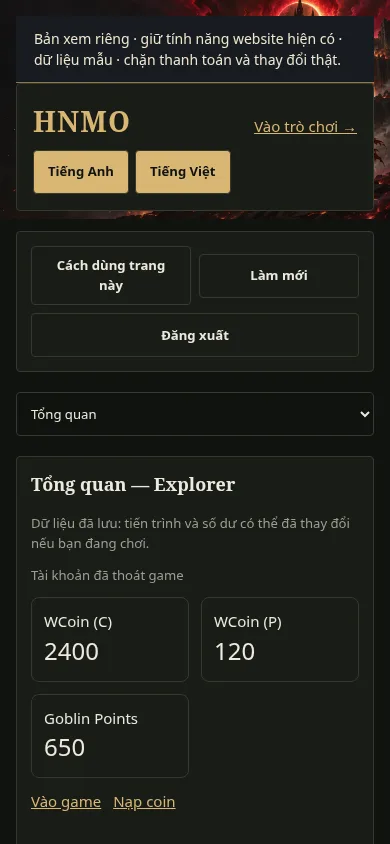 Bản xem riêng · giữ tính năng website hiện có ·
dữ liệu mẫu · chặn thanh toán và thay đổi thật.
HNMO
Vào trò chơi →
Tiếng Anh
Tiếng Việt
Cách dùng trang
này
Làm mới
Đăng xuất
Tổng quan
Tổng quan — Explorer
Dữ liệu đã lưu: tiến trình và số dư có thể đã thay đổi
nếu bạn đang chơi.
Tài khoản đã thoát game
WCoin (C)
2400
WCoin (P)
120
Goblin Points
650
Vào game
Nạp coin